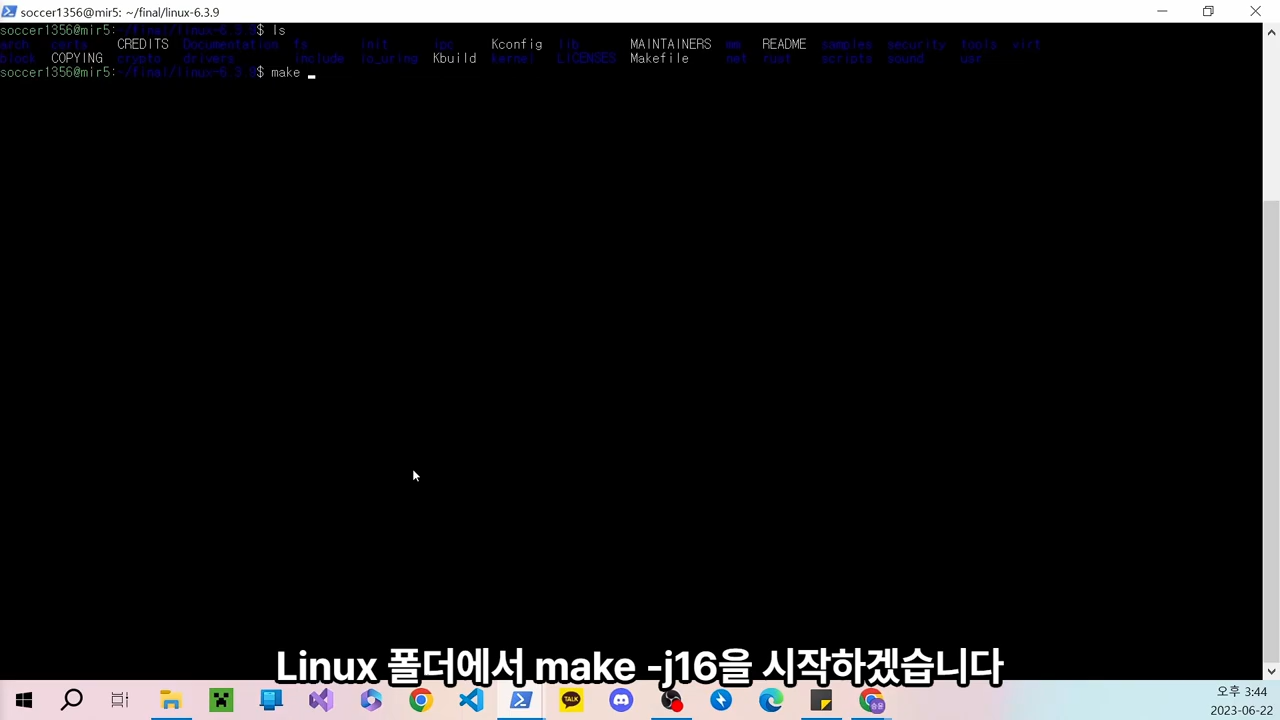 soccer1356@mir5: ~/final/linux-6.3.9
soccer1356@mir5:~/final/linux-6.3.9$ ls
arch certs CREDITS Documentation fs init ipc Kconfig lib MAINTAINERS mm README samples security tools virt
block COPYING crypto drivers include io_uring Kbuild kernel LICENSES Makefile net rust scripts sound usr
soccer1356@mir5:~/final/linux-6.3.9$ make _
Linux 폴더에서 make -j16을 시작하겠습니다
TALK
오후 3:44
2023-06-22